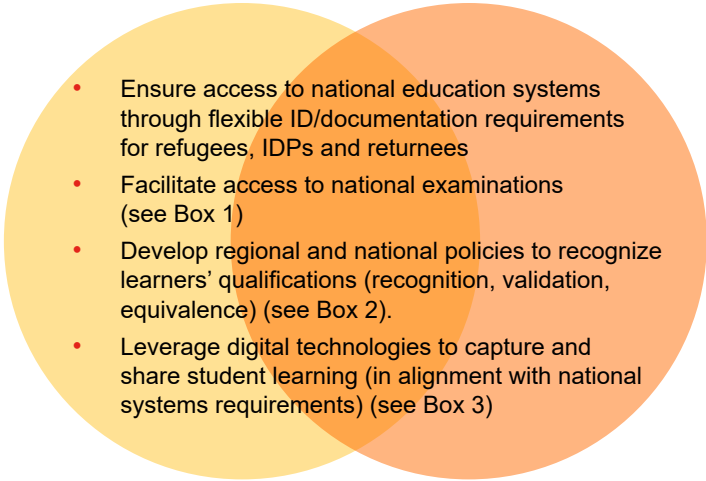 • Ensure access to national education systems
through flexible ID/documentation requirements
for refugees, IDPs and returnees
• Facilitate access to national examinations
(see Box 1)
• Develop regional and national policies to recognize
learners’ qualifications (recognition, validation,
equivalence) (see Box 2).
• Leverage digital technologies to capture and
share student learning (in alignment with national
systems requirements) (see Box 3)